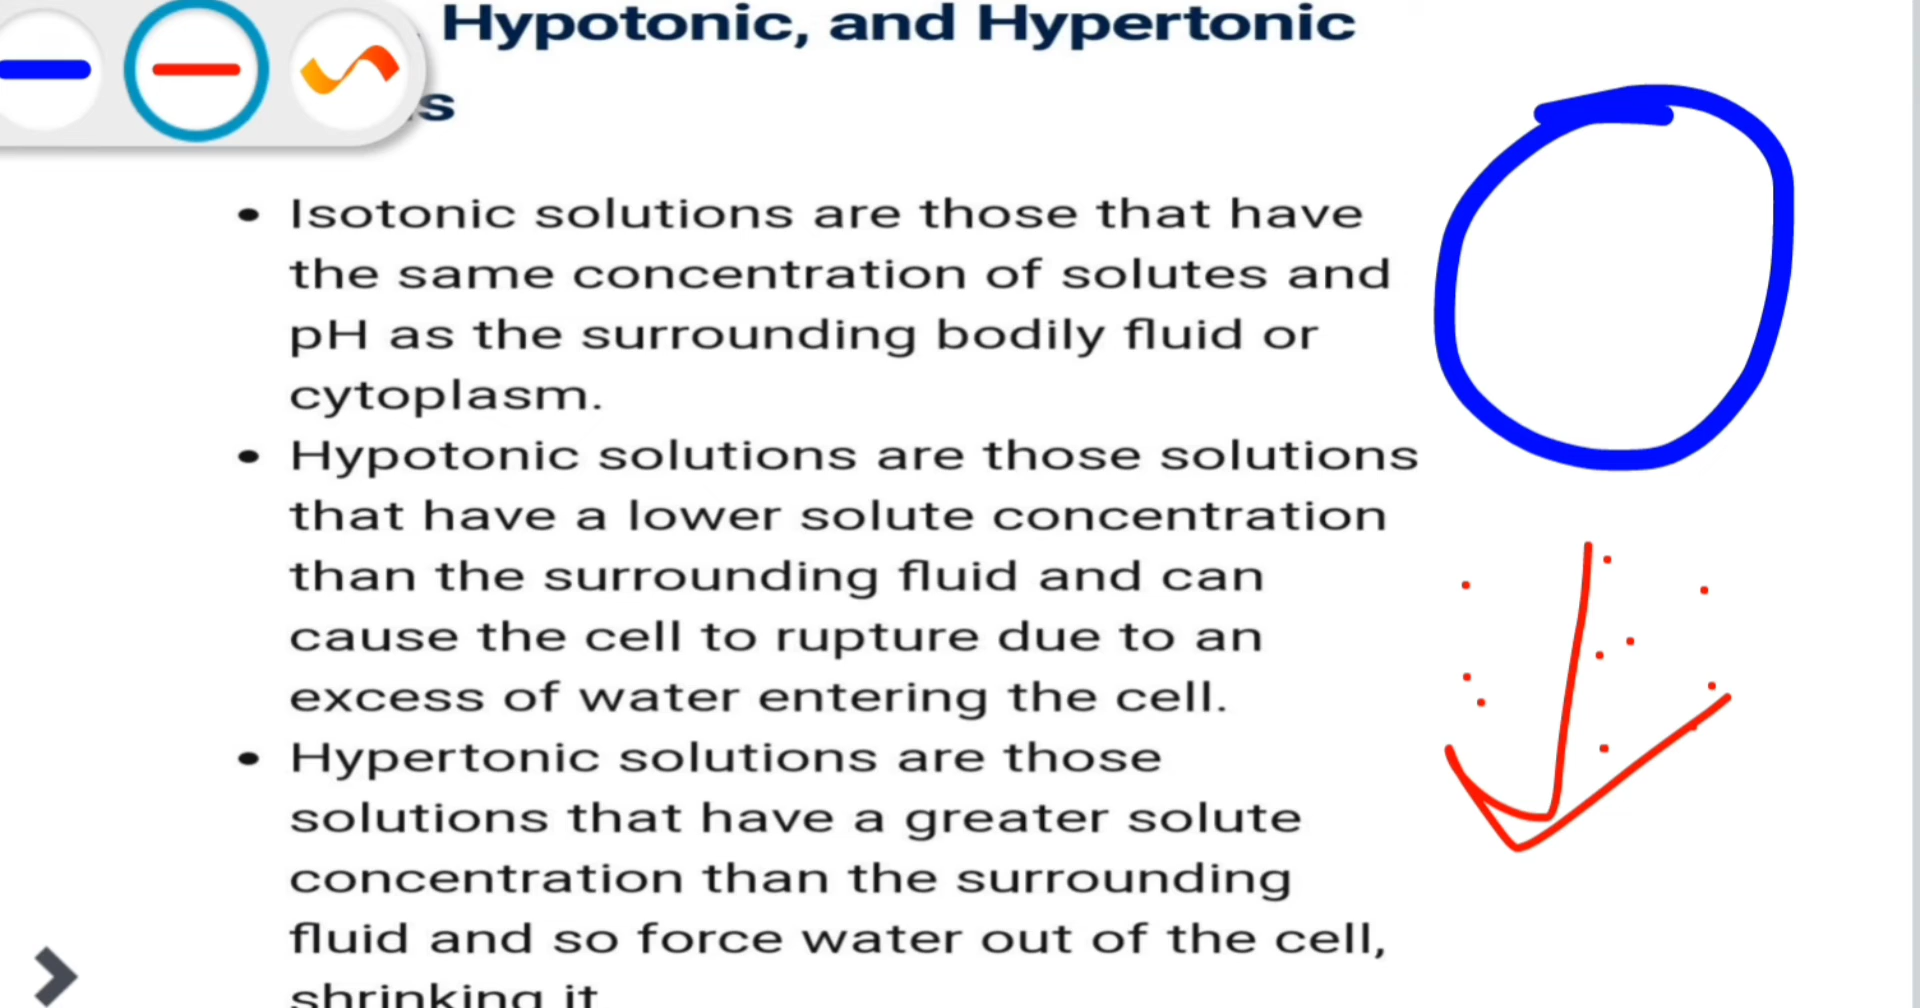 Hypotonic, and Hypertonic
s
• Isotonic solutions are those that have
the same concentration of solutes and
pH as the surrounding bodily fluid or
cytoplasm.
• Hypotonic solutions are those solutions
that have a lower solute concentration
than the surrounding fluid and can
cause the cell to rupture due to an
excess of water entering the cell.
• Hypertonic solutions are those
solutions that have a greater solute
concentration than the surrounding
fluid and so force water out of the cell,
shrinking it